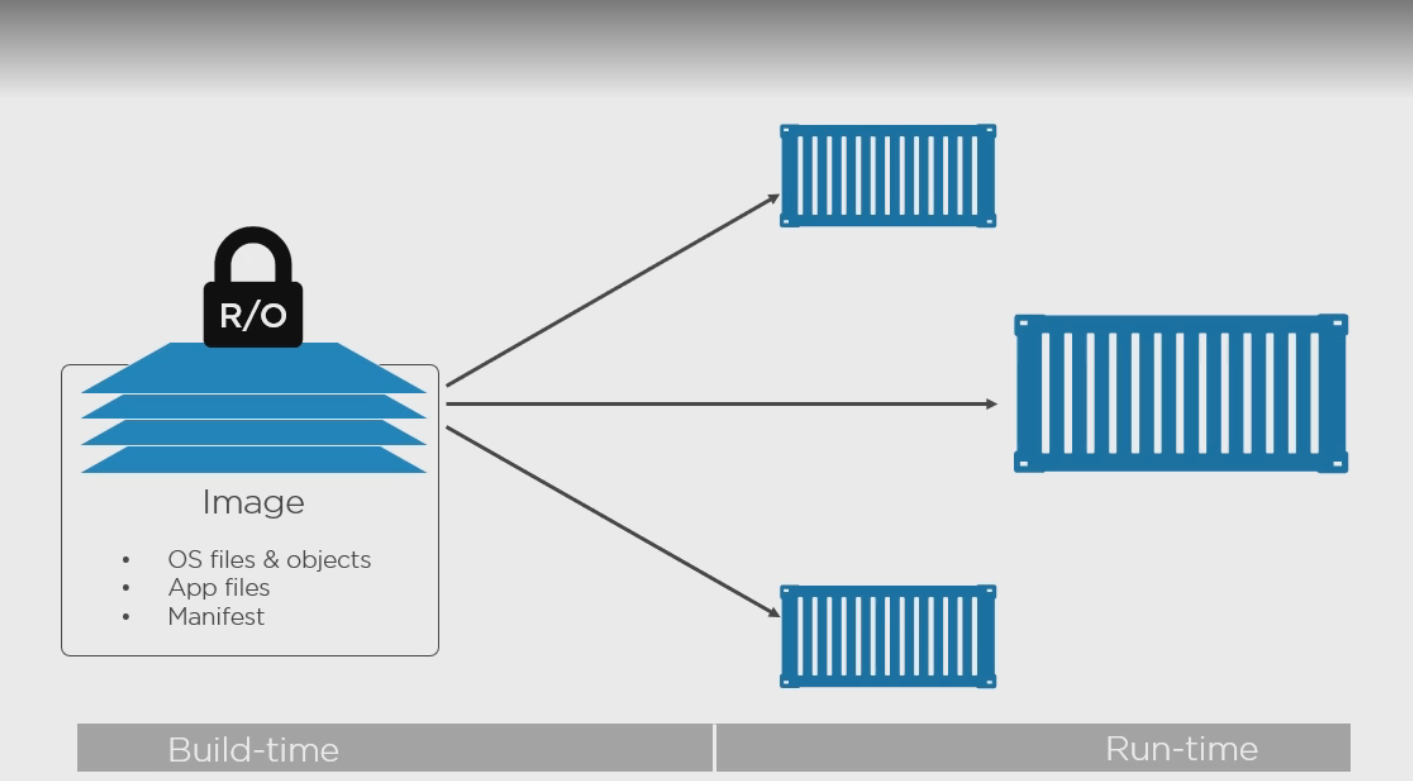 R/O
Image
• OS files & objects
• App files
• Manifest
Build-time
Run-time